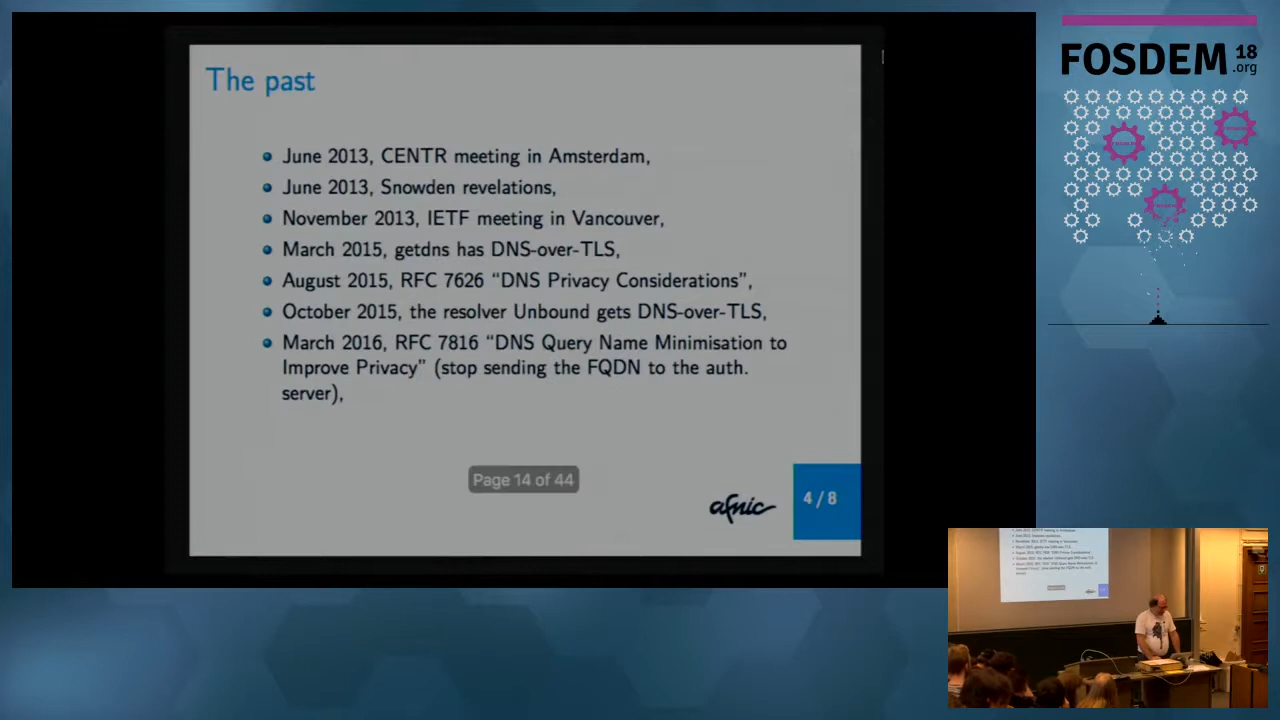 The past
June 2013, CENTR meeting in Amsterdam,
June 2013, Snowden revelations,
November 2013, IETF meeting in Vancouver,
March 2015, getdns has DNS-over-TLS,
August 2015, RFC 7626 “DNS Privacy Considerations”,
October 2015, the resolver Unbound gets DNS-over-TLS,
March 2016, RFC 7816 “DNS Query Name Minimisation to
Improve Privacy” (stop sending the FQDN to the auth.
server),
Page 14 of 44
afnic
4 / 8
FOSDEM 18
.org